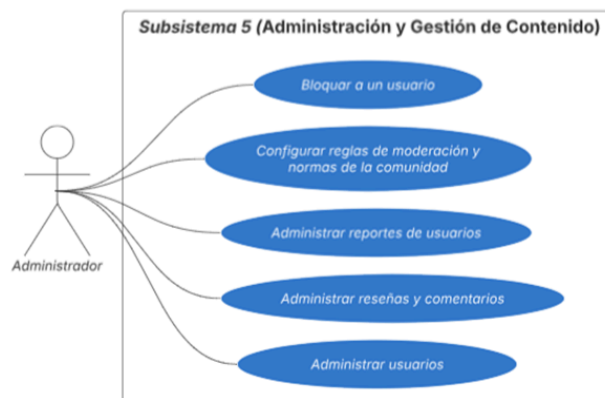 Subsistema 5 (Administración y Gestión de Contenido)
Bloquar a un usuario
Configurar reglas de moderación y
normas de la comunidad
Administrar reportes de usuarios
Administrador
Administrar reseñas y comentarios
Administrar usuarios